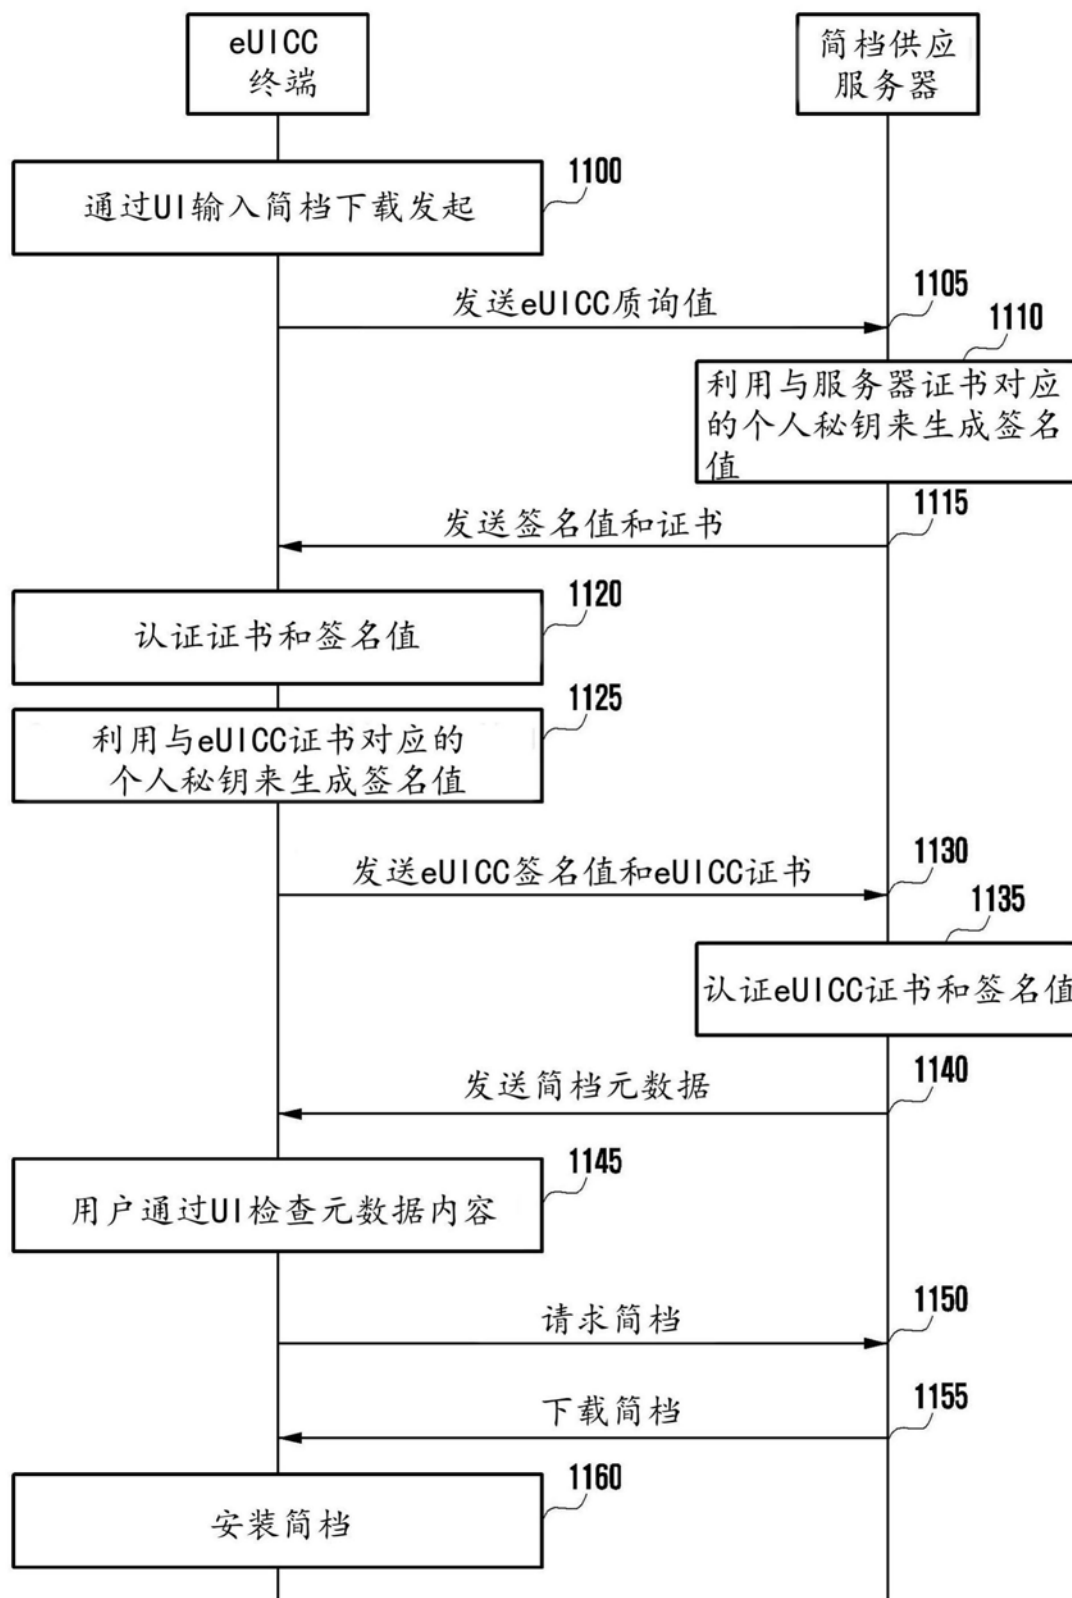 eUICC
终端
简档供应
服务器
1100
通过UI输入简档下载发起
1105
发送eUICC质询值
1110
利用与服务器证书对应
的个人秘钥来生成签名
值
1115
发送签名值和证书
1120
认证证书和签名值
1125
利用与eUICC证书对应的
个人秘钥来生成签名值
1130
发送eUICC签名值和eUICC证书
1135
认证eUICC证书和签名值
1140
发送简档元数据
1145
用户通过UI检查元数据内容
1150
请求简档
1155
下载简档
1160
安装简档